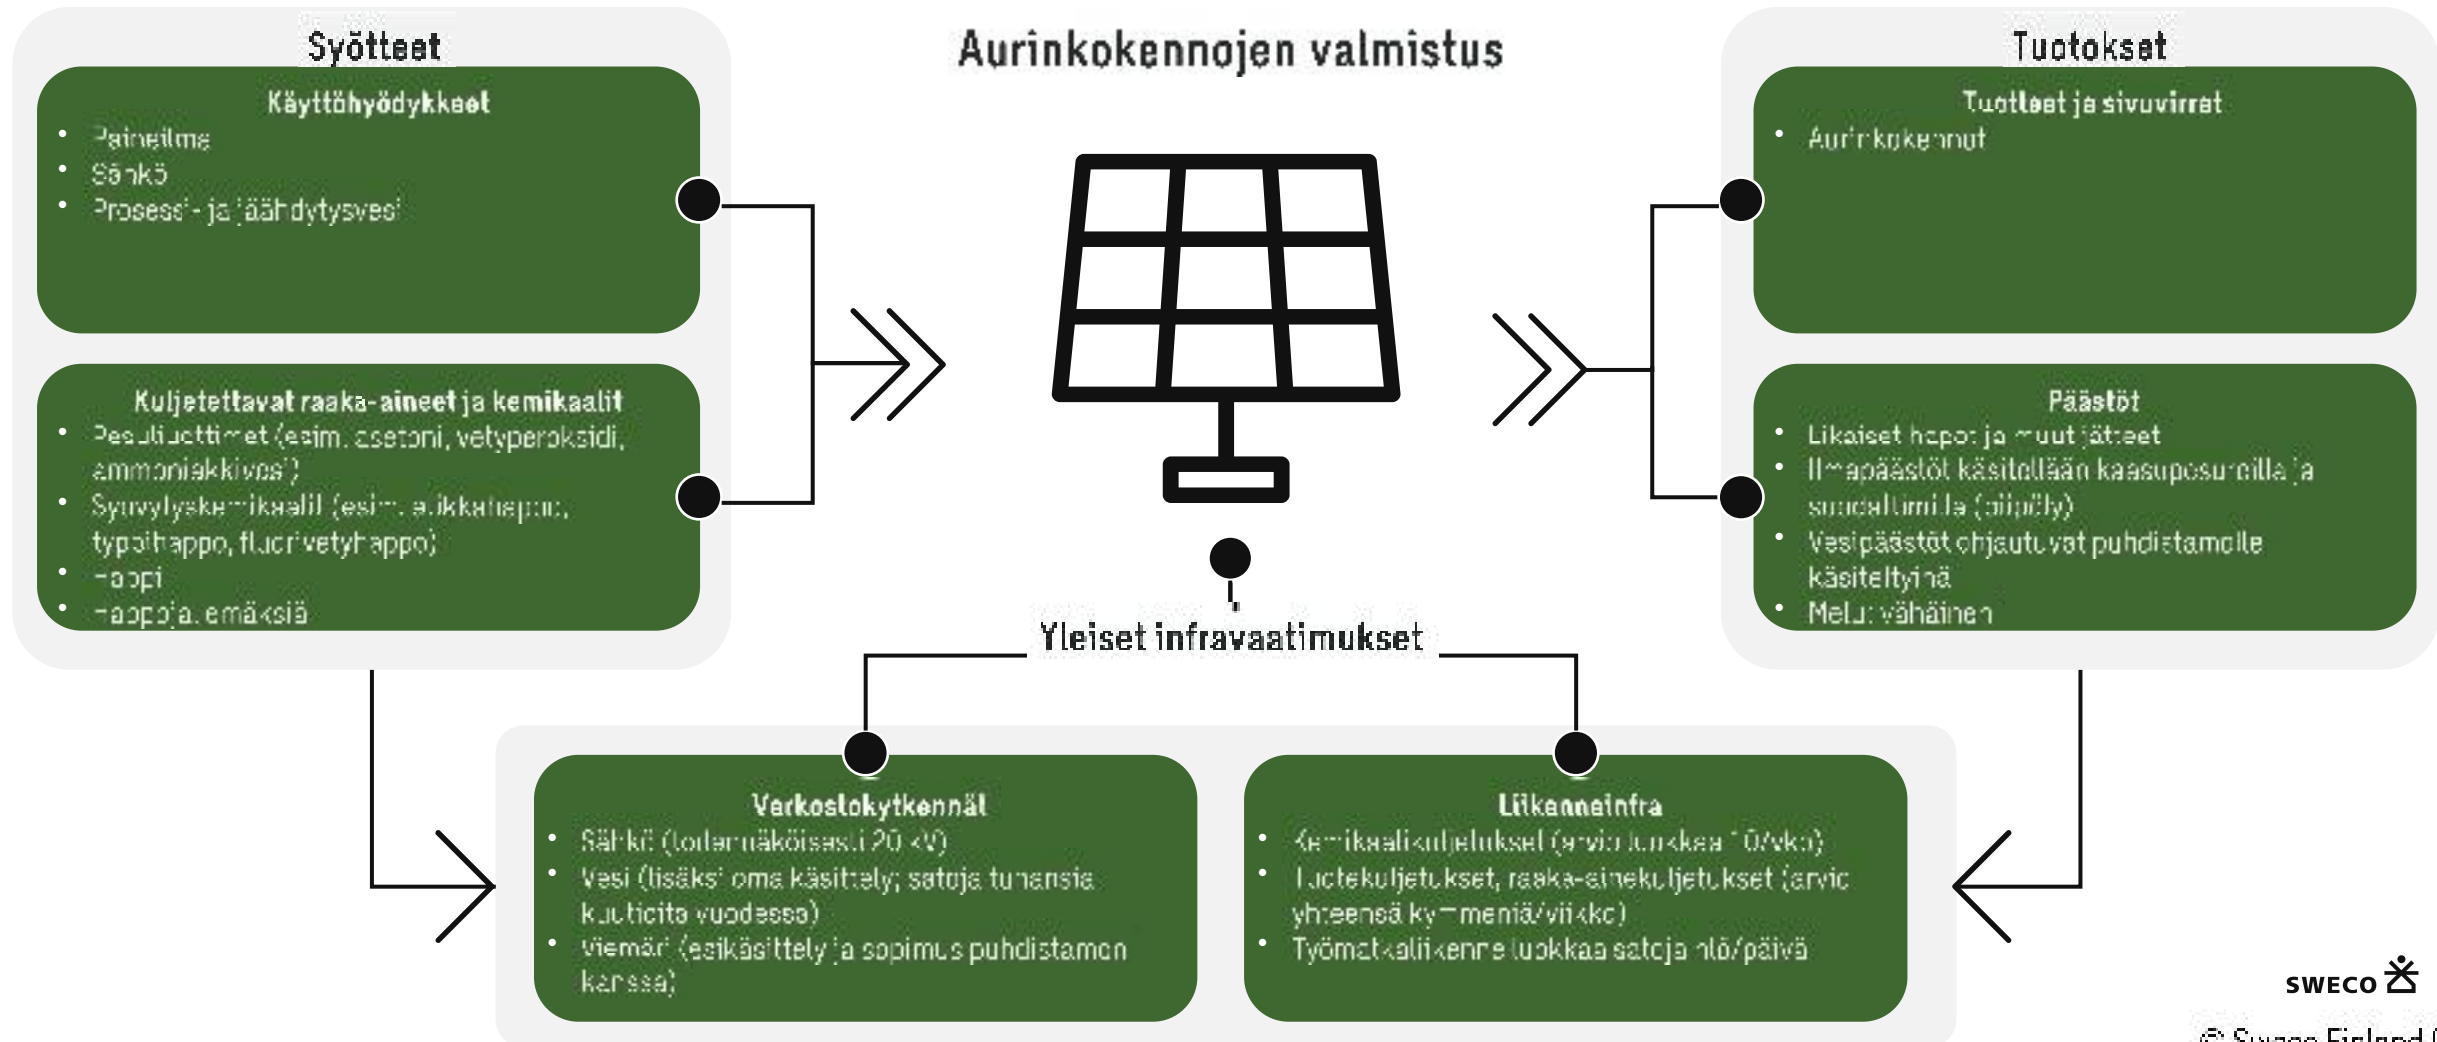 Syötteet
Käyttöhyödykkeet
• Paineilma
• Sähkö
• Prosessi- ja jäähdytysvesi
Kuljetettavat raaka-aineet ja kemikaalit
• Pesuliuottimet (esim. asetoni, vetyperoksidi,
ammoniakkivesi)
• Syövytyskemikaalit (esim. rikkihappo,
typpihappo, fluorivetyhappo)
• Happi
• Happoja, emäksiä
Aurinkokennojen valmistus
Tuotokset
Tuotteet ja sivuvirrat
• Aurinkokennot
Päästöt
• Likaiset hapot ja muut jätteet
• Ilmapäästöt käsitellään kaasupesureilla ja
suodattimilla (piipöly)
• Vesipäästöt ohjautuvat puhdistamolle
käsiteltyinä
• Melu: vähäinen
Yleiset infravaatimukset
Verkostokytkennät
• Sähkö (todennäköisesti 20 kV)
• Vesi (lisäksi oma käsittely; satoja tuhansia
kuutioita vuodessa)
• Viemäri (esikäsittely ja sopimus puhdistamon
kanssa)
Liikenneinfra
• Kemikaalikuljetukset (arvio luokkaa 10/vko)
• Tuotekuljetukset, raaka-ainekuljetukset (arvio
yhteensä kymmeniä/viikko)
• Työmatkaliikenne luokkaa satoja hlö/päivä
SWECO
© Sweco Finland